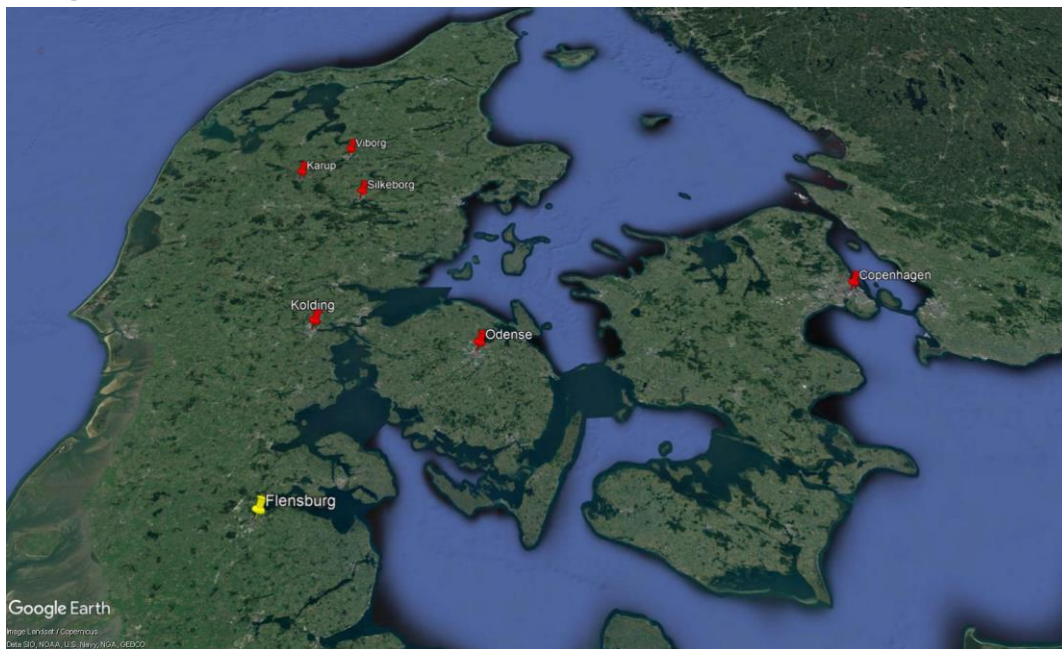 Viborg
Karup
Silkeborg
Copenhagen
Kolding
Odense
Flensburg
Google Earth
Image Landsat / Copernicus
Data SIO, NOAA, U.S. Navy, NGA, GEBCO